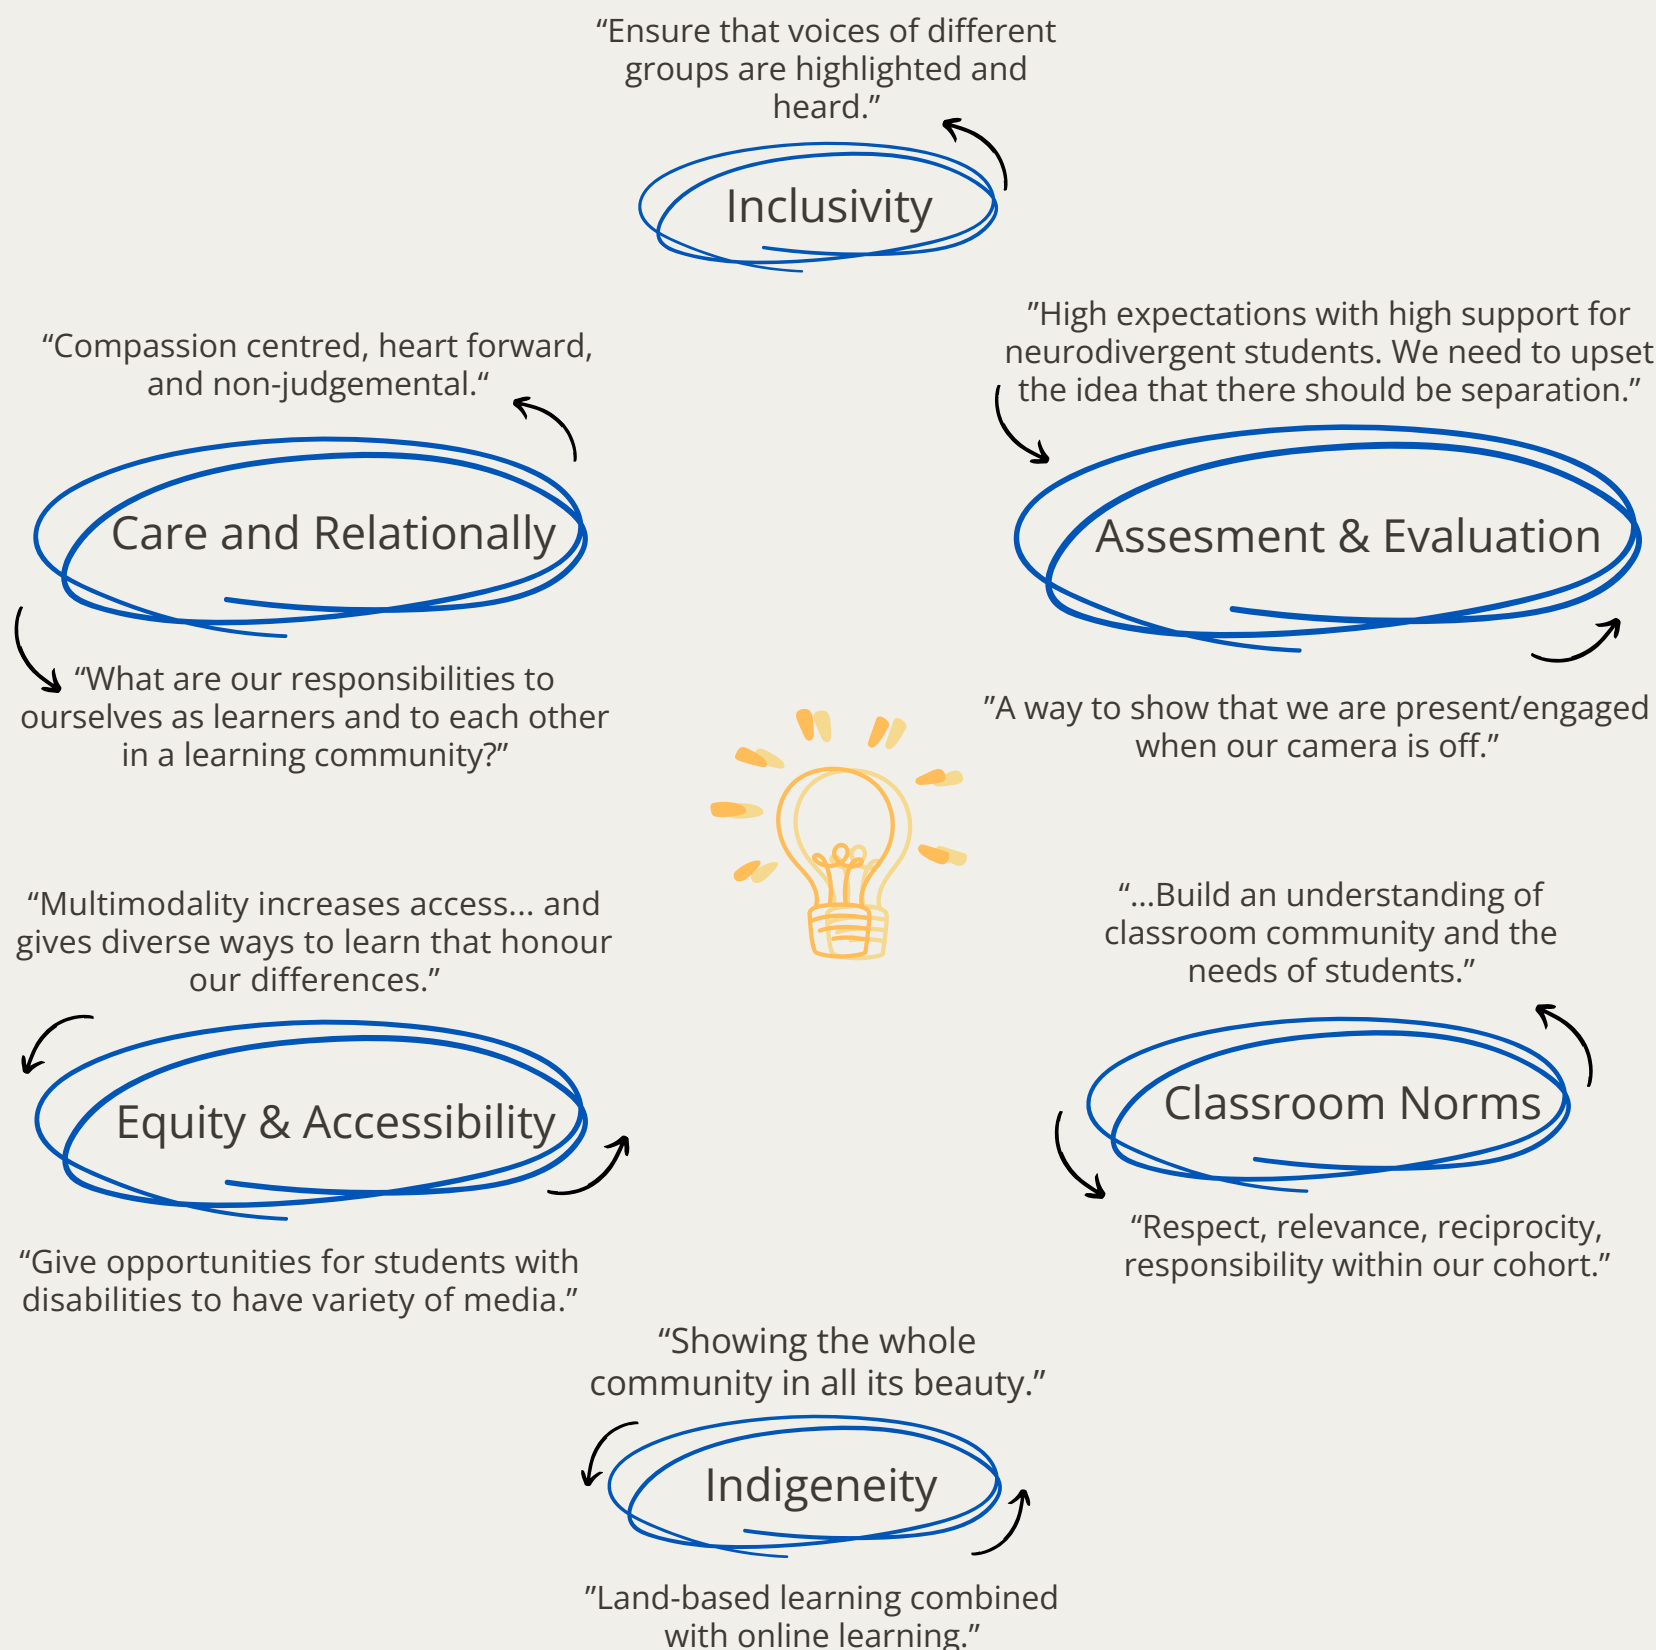 “Ensure that voices of different
groups are highlighted and
heard.”
Inclusivity
“Compassion centred, heart forward,
and non-judgemental.“
Care and Relationally
“What are our responsibilities to
ourselves as learners and to each other
in a learning community?”
”High expectations with high support for
neurodivergent students. We need to upset
the idea that there should be separation.”
Assesment & Evaluation
”A way to show that we are present/engaged
when our camera is off.”
“Multimodality increases access... and
gives diverse ways to learn that honour
our differences.”
Equity & Accessibility
“Give opportunities for students with
disabilities to have variety of media.”
“...Build an understanding of
classroom community and the
needs of students.”
Classroom Norms
“Respect, relevance, reciprocity,
responsibility within our cohort.”
“Showing the whole
community in all its beauty.”
Indigeneity
”Land-based learning combined
with online learning.”